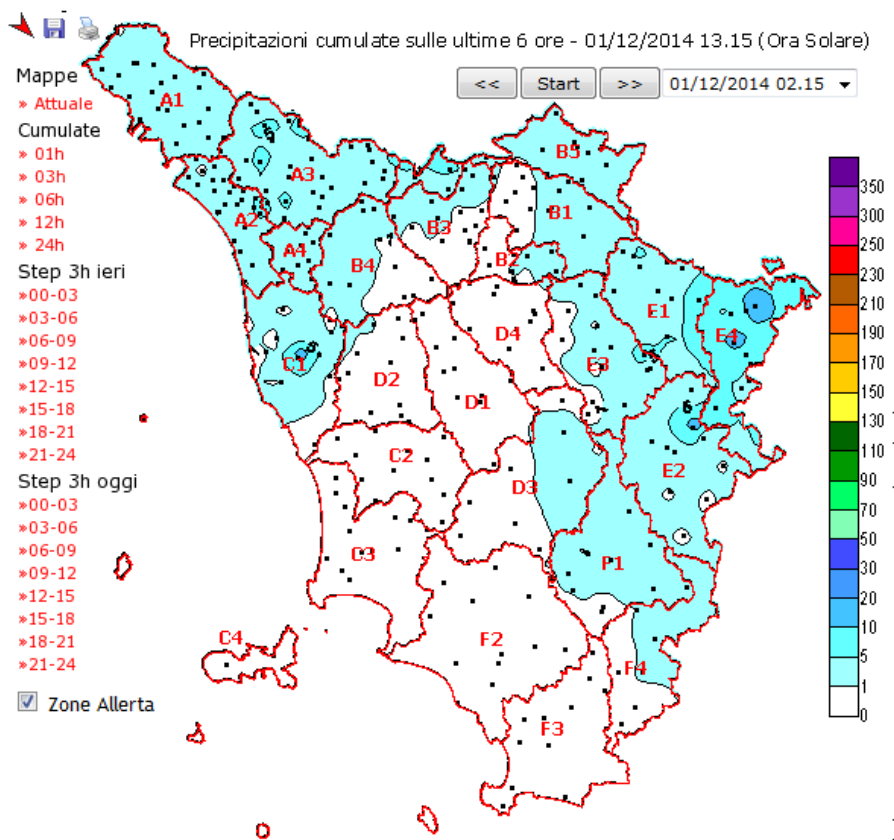 Precipitazioni cumulate sulle ultime 6 ore - 01/12/2014 13.15 (Ora Solare)
<< Start >> 01/12/2014 02.15
Mappe
» Attuale
Cumulate
» 01h
» 03h
» 06h
» 12h
» 24h
Step 3h ieri
»00-03
»03-06
»06-09
»09-12
»12-15
»15-18
»18-21
»21-24
Step 3h oggi
»00-03
»03-06
»06-09
»09-12
»12-15
»15-18
»18-21
»21-24
Zone Allerta
A1
A3
A2
A4
B5
B1
B3
B2
B4
E1
E4
C1
D4
E3
D2
D1
6
C2
E2
D3
C3
P1
C4
F2
F4
F3
350
300
250
230
210
190
170
150
130
110
90
70
50
30
20
10
5
1
0